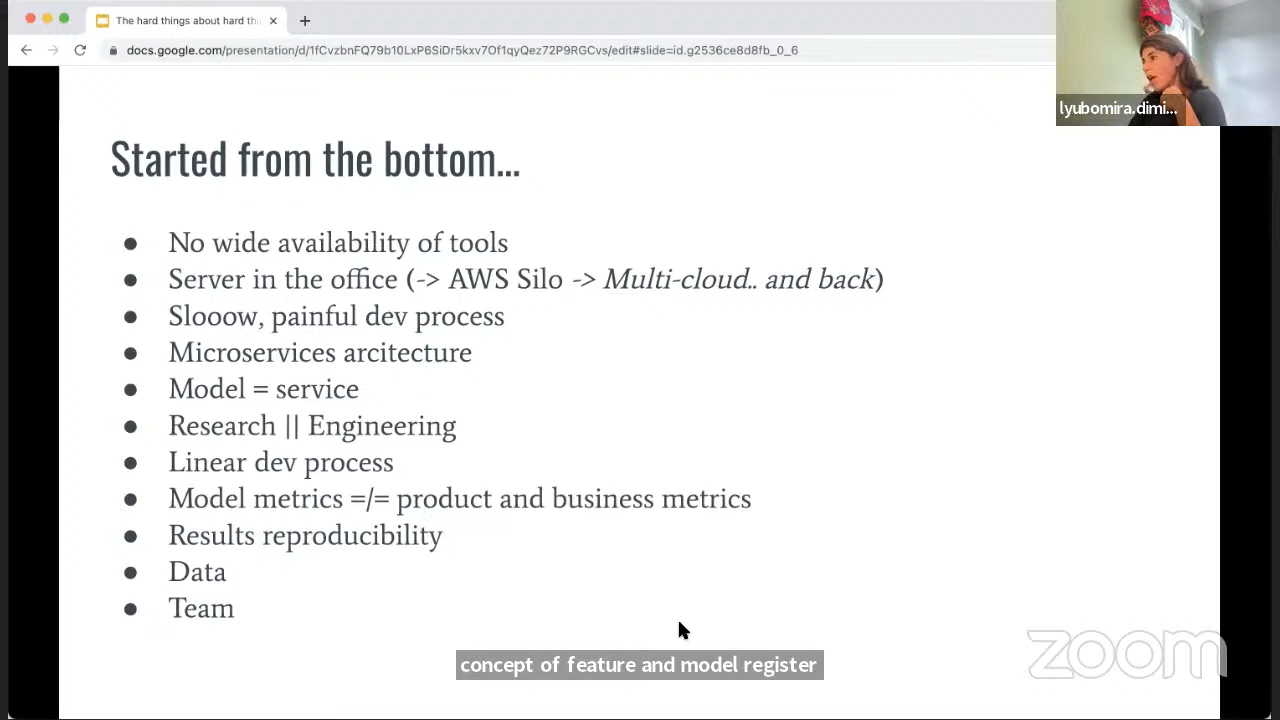 The hard things about hard thi
docs.google.com/presentation/d/1fCvzbnFQ79b10LxP6SiDr5kxv7Of1qyQez72P9RGCvs/edit#slide=id.g2536ce8d8fb_0_6
lyubomira.dimi...
Started from the bottom...
● No wide availability of tools
● Server in the office (-> AWS Silo -> Multi-cloud.. and back)
● Slooow, painful dev process
● Microservices arcitecture
● Model = service
● Research || Engineering
● Linear dev process
● Model metrics =/= product and business metrics
● Results reproducibility
● Data
● Team
concept of feature and model register
zoom